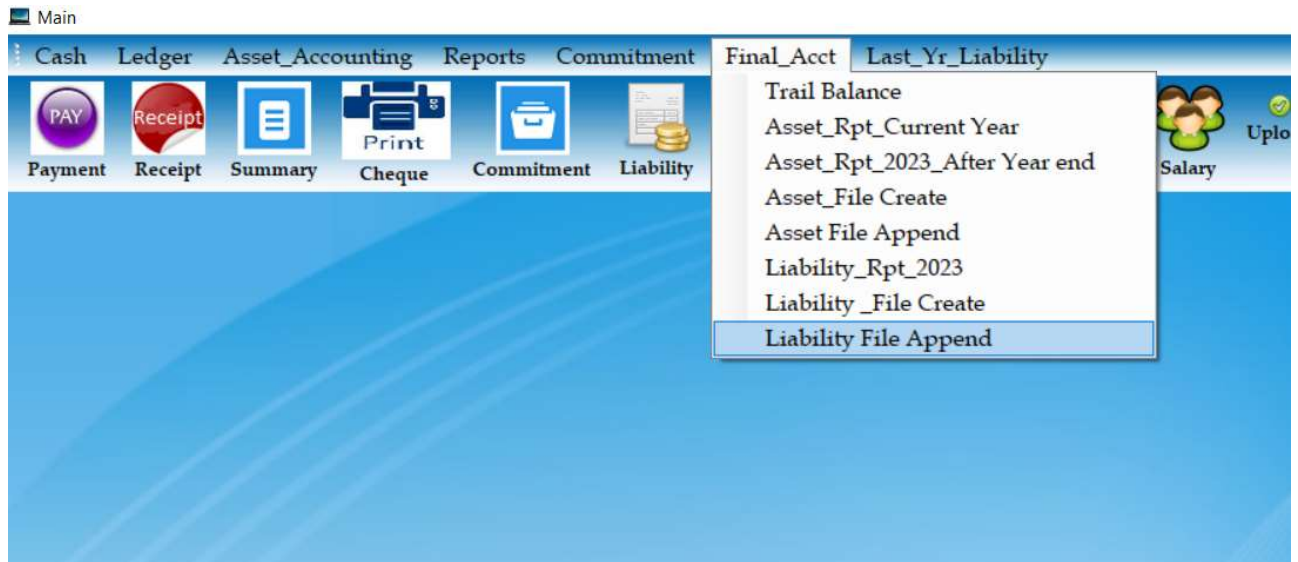 Main
Cash Ledger Asset_Accounting Reports Commitment Final_Acct Last_Yr_Liability
PAY Receipt Print
Payment Receipt Summary Cheque Commitment Liability Salary
Trail Balance
Asset_Rpt_Current Year
Asset_Rpt_2023_After Year end
Asset_File Create
Asset File Append
Liability_Rpt_2023
Liability _File Create
Liability File Append